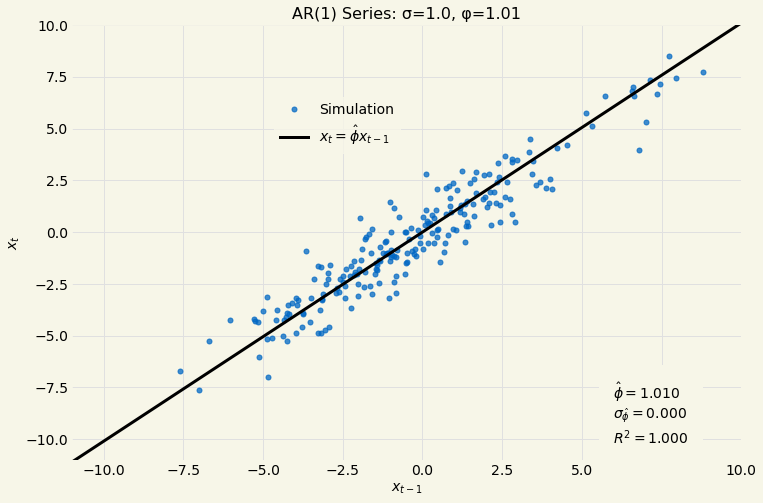 AR(1) Series: σ=1.0, φ=1.01
10.0
7.5
5.0
2.5
0.0
−2.5
−5.0
−7.5
−10.0
x_t
Simulation
x_t = ϕ̂x_{t−1}
ϕ̂ = 1.010
σ_ϕ̂ = 0.000
R² = 1.000
−10.0 −7.5 −5.0 −2.5 0.0 2.5 5.0 10.0
x_{t−1}